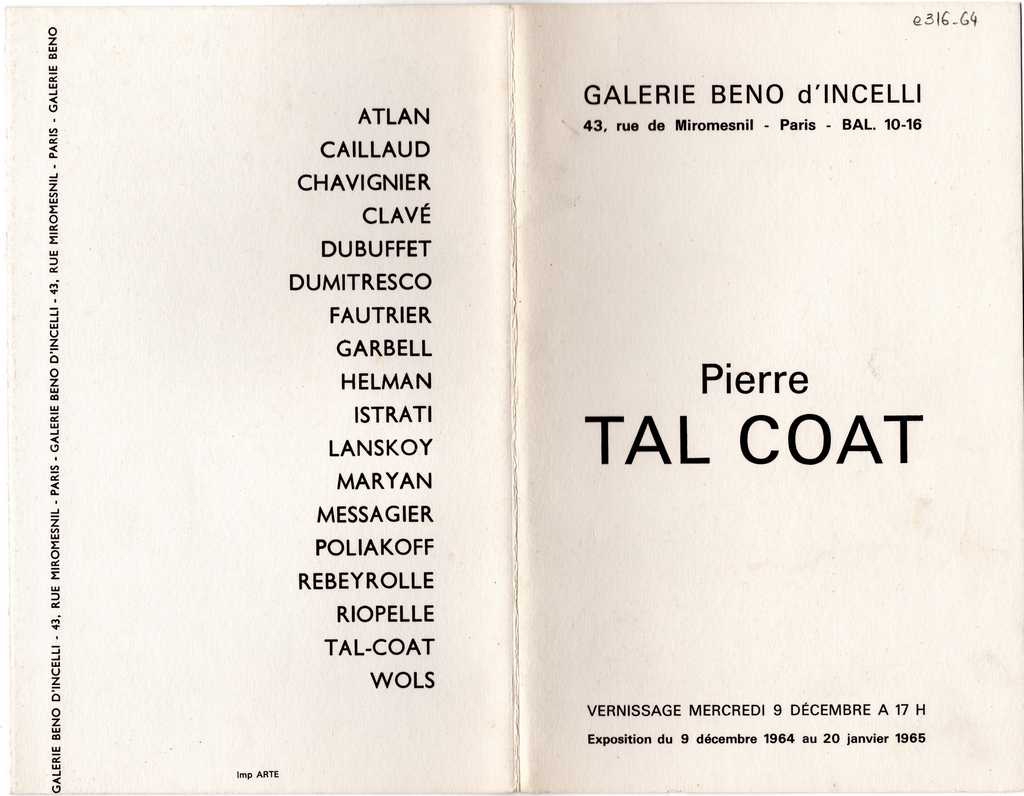 GALERIE BENO D'INCELLI - 43, RUE MIROMESNIL - PARIS - GALERIE BENO D'INCELLI - 43, RUE MIROMESNIL - PARIS - GALERIE BENO
ATLAN
CAILLAUD
CHAVIGNIER
CLAVÉ
DUBUFFET
DUMITRESCO
FAUTRIER
GARBELL
HELMAN
ISTRATI
LANSKOY
MARYAN
MESSAGIER
POLIAKOFF
REBEYROLLE
RIOPELLE
TAL-COAT
WOLS
Imp ARTE
e316-64
GALERIE BENO d'INCELLI
43, rue de Miromesnil - Paris - BAL. 10-16
Pierre
TAL COAT
VERNISSAGE MERCREDI 9 DÉCEMBRE A 17 H
Exposition du 9 décembre 1964 au 20 janvier 1965